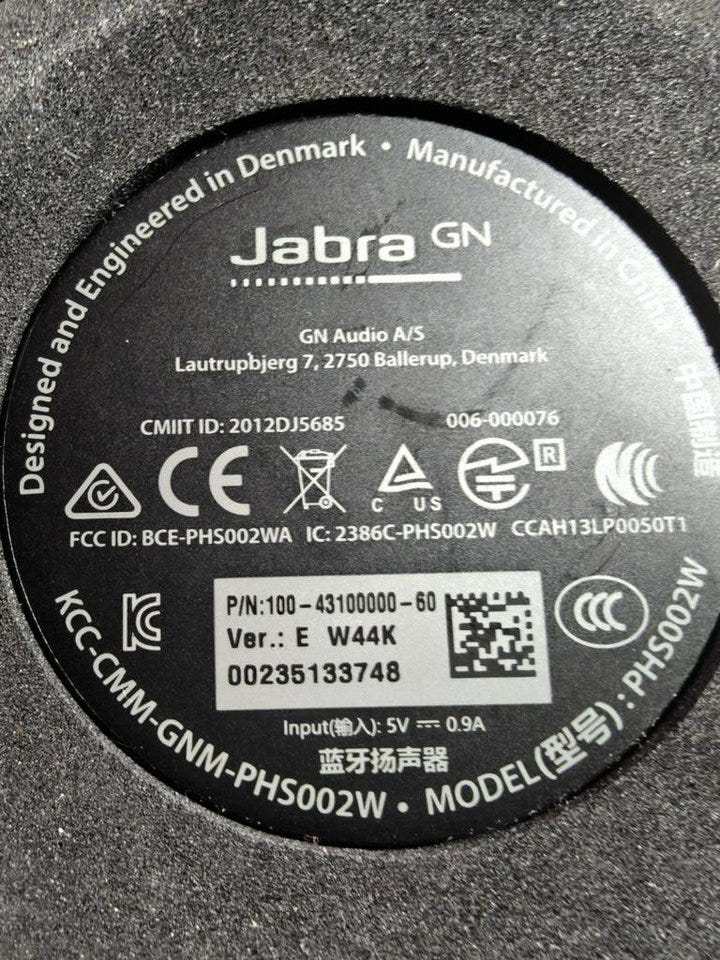 Designed and Engineered in Denmark • Manufactured in China
中国制造
Jabra GN
GN Audio A/S
Lautrupbjerg 7, 2750 Ballerup, Denmark
CMIIT ID: 2012DJ5685 006-000076
CE C US R
FCC ID: BCE-PHS002WA IC: 2386C-PHS002W CCAH13LP0050T1
P/N:100-43100000-60
Ver.: E W44K
00235133748
CCC
Input(输入): 5V ⎓ 0.9A
蓝牙扬声器
KCC-CMM-GNM-PHS002W • MODEL(型号): PHS002W